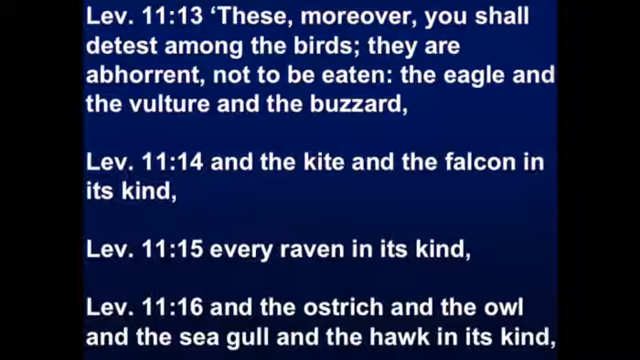 Lev. 11:13 ‘These, moreover, you shall
detest among the birds; they are
abhorrent, not to be eaten: the eagle and
the vulture and the buzzard,
Lev. 11:14 and the kite and the falcon in
its kind,
Lev. 11:15 every raven in its kind,
Lev. 11:16 and the ostrich and the owl
and the sea gull and the hawk in its kind,